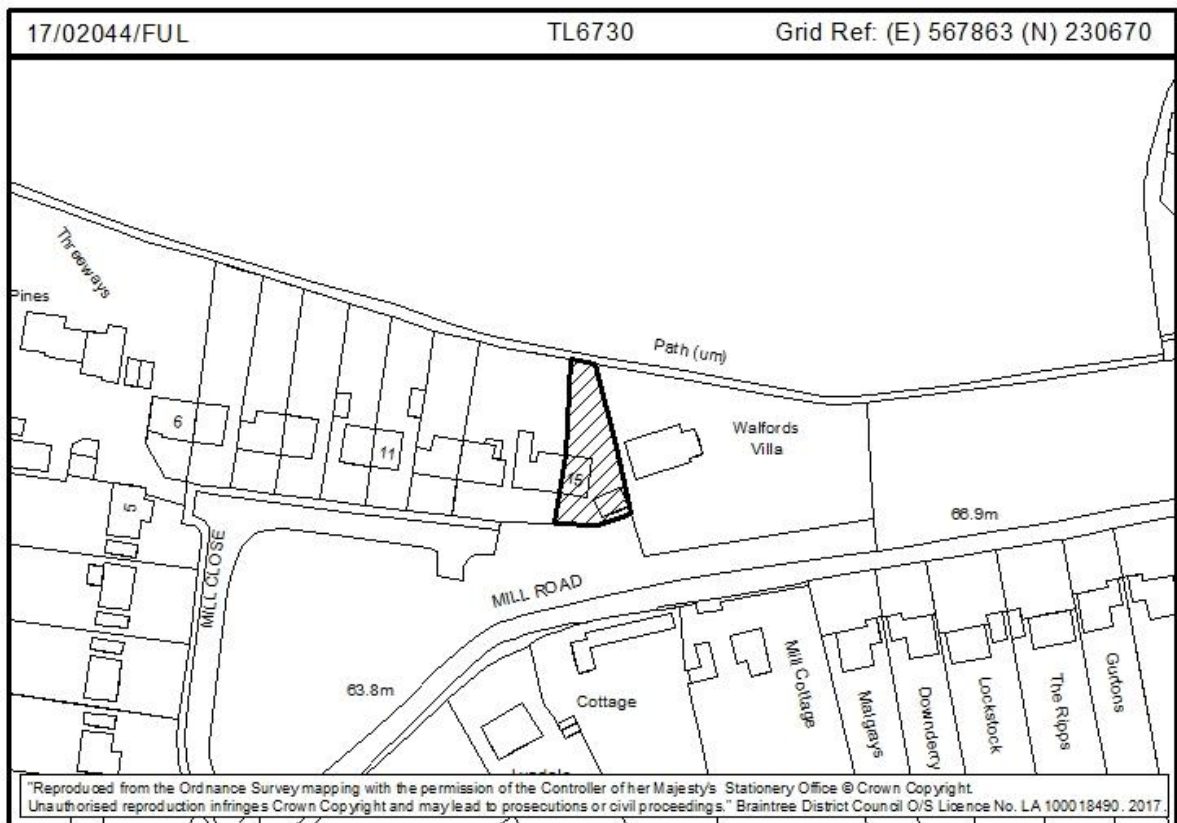 17/02044/FUL TL6730 Grid Ref: (E) 567863 (N) 230670
Threeways
Pines
Path (um)
6
11
15
Walfords
Villa
5
66.9m
MILL CLOSE
MILL ROAD
63.8m
Cottage
Mill Cottage
Malgrays
Downderry
Lockstock
The Ripps
Gurtons
"Reproduced from the Ordnance Survey mapping with the permission of the Controller of her Majesty's Stationery Office © Crown Copyright.
Unauthorised reproduction infringes Crown Copyright and may lead to prosecutions or civil proceedings." Braintree District Council O/S Licence No. LA 100018490. 2017.